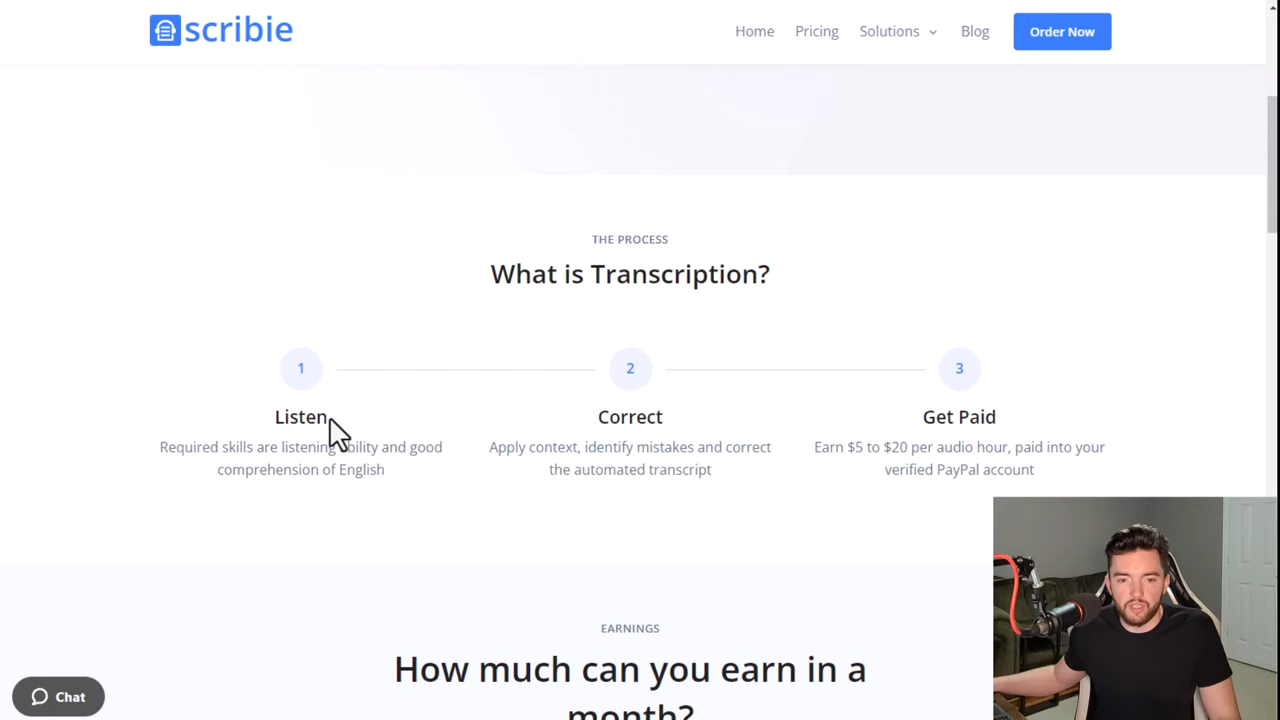 scribie
Home Pricing Solutions Blog Order Now
THE PROCESS
What is Transcription?
1 2 3
Listen Correct Get Paid
Required skills are listening ability and good Apply context, identify mistakes and correct Earn $5 to $20 per audio hour, paid into your
comprehension of English the automated transcript verified PayPal account
EARNINGS
How much can you earn in a
month?
Chat